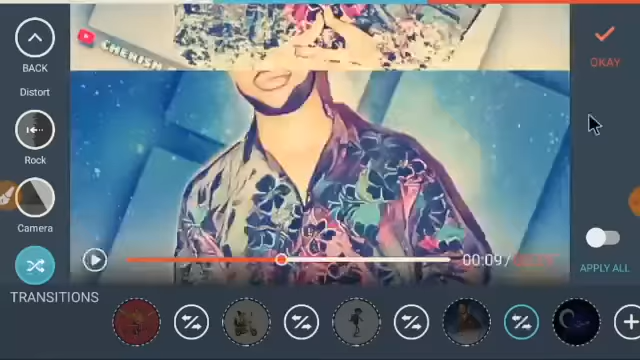 BACK
CHERISH
OKAY
Distort
Rock
Camera
00:09/
APPLY ALL
TRANSITIONS